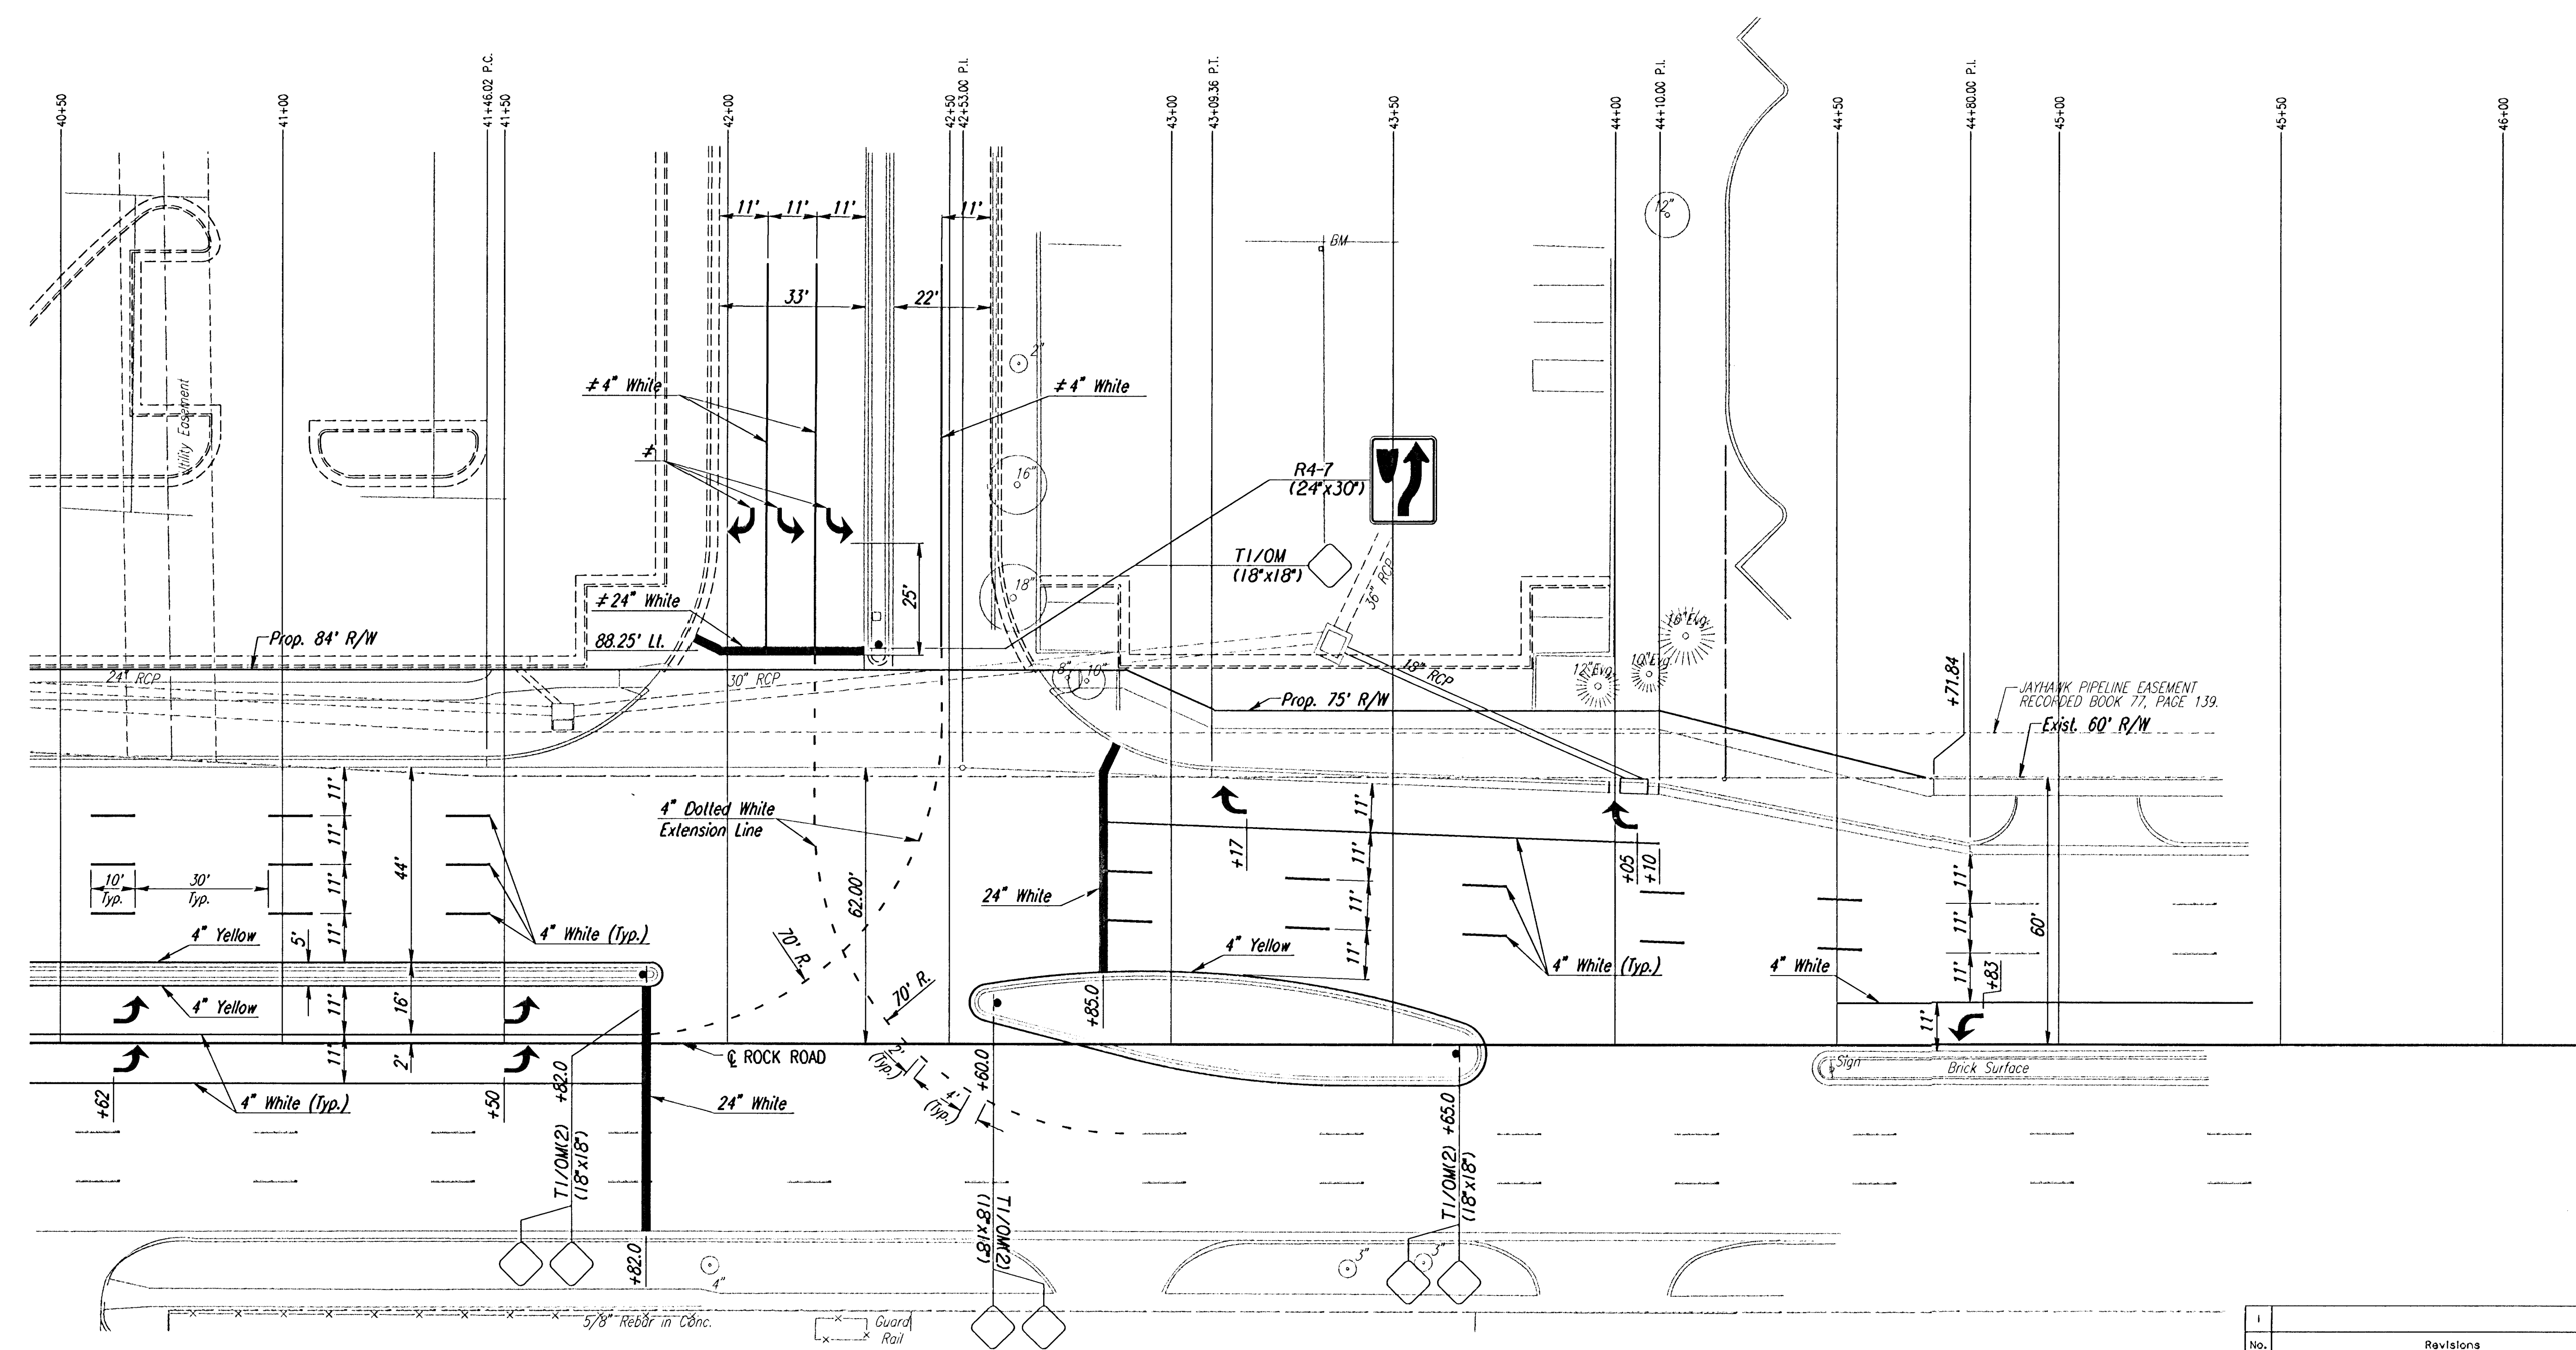 40+50
41+00
41+46.02 P.C.
41+50
42+00
42+50
42+53.00 P.I.
43+00
43+09.36 P.T.
43+50
44+00
44+10.00 P.I.
44+50
44+80.00 P.I.
45+00
45+50
46+00
11' 11' 11' 11'
12"
BM
33' 22'
2"
Utility Easement
≠ 4" White
≠ 4" White
≠
16"
R4-7
(24"x30")
T1/OM
(18"x18")
18"
36" RCP
25'
≠ 24" White
88.25' Lt.
Prop. 84' R/W
24" RCP
30" RCP
8"
10"
18" RCP
12"Evg.
10"Evg.
18"Evg.
Prop. 75' R/W
+71.84
JAYHAWK PIPELINE EASEMENT
RECORDED BOOK 77, PAGE 139.
Exist. 60' R/W
11'
11'
11'
11'
44'
10'
Typ.
30'
Typ.
4" White (Typ.)
4" Yellow
5'
4" Yellow
11'
16'
11'
2'
4" Dotted White
Extension Line
62.00'
70' R.
70' R.
24" White
+17
11'
11'
11'
11'
+05
+10
4" Yellow
4" White (Typ.)
4" White
11'
11'
11'
60'
+83
11'
+85.0
℄ ROCK ROAD
2'
(Typ.)
4'
(Typ.)
+60.0
Sign
Brick Surface
+62
4" White (Typ.)
+50
+82.0
24" White
T1/OM(2)
(18"x18")
T1/OM(2)
(18"x18")
T1/OM(2)
(18"x18")
+65.0
+82.0
4"
3"
3"
5/8" Rebar in Conc.
Guard
Rail
1
No. Revisions